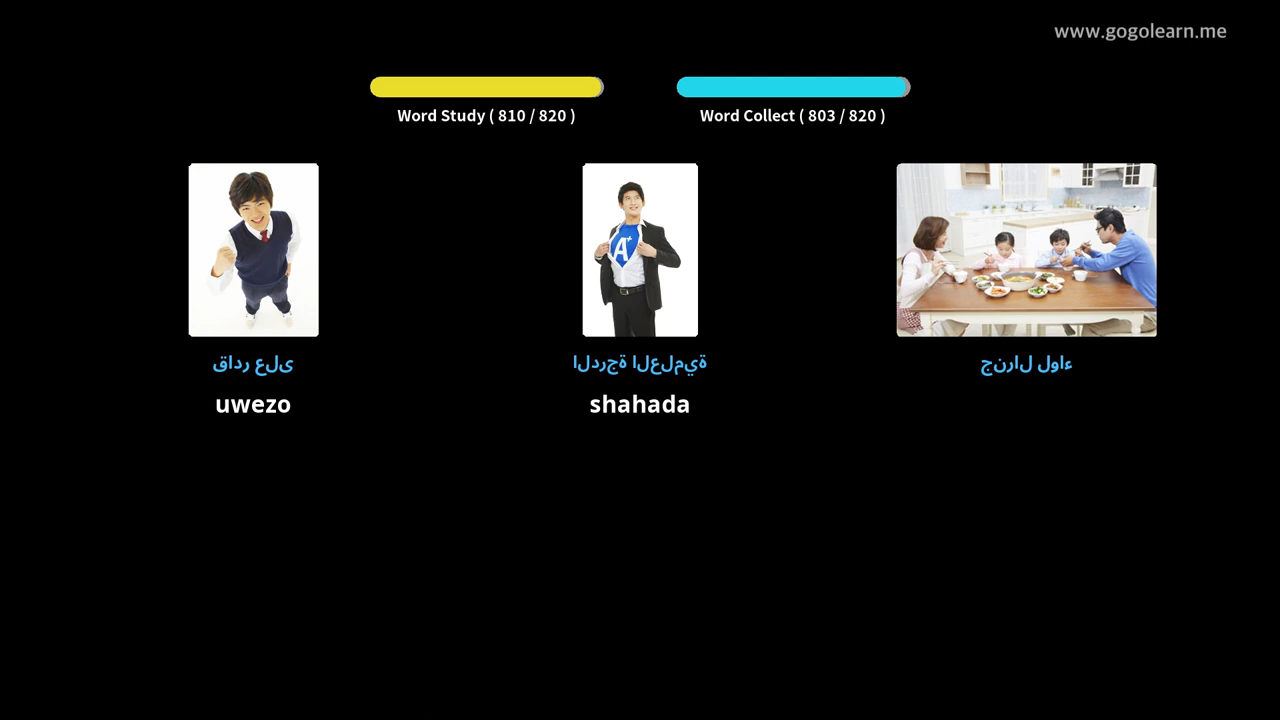 www.gogolearn.me
Word Study ( 810 / 820 )
Word Collect ( 803 / 820 )
قادر على
الدرجة العلمية
جنرال لواء
uwezo
shahada
A+